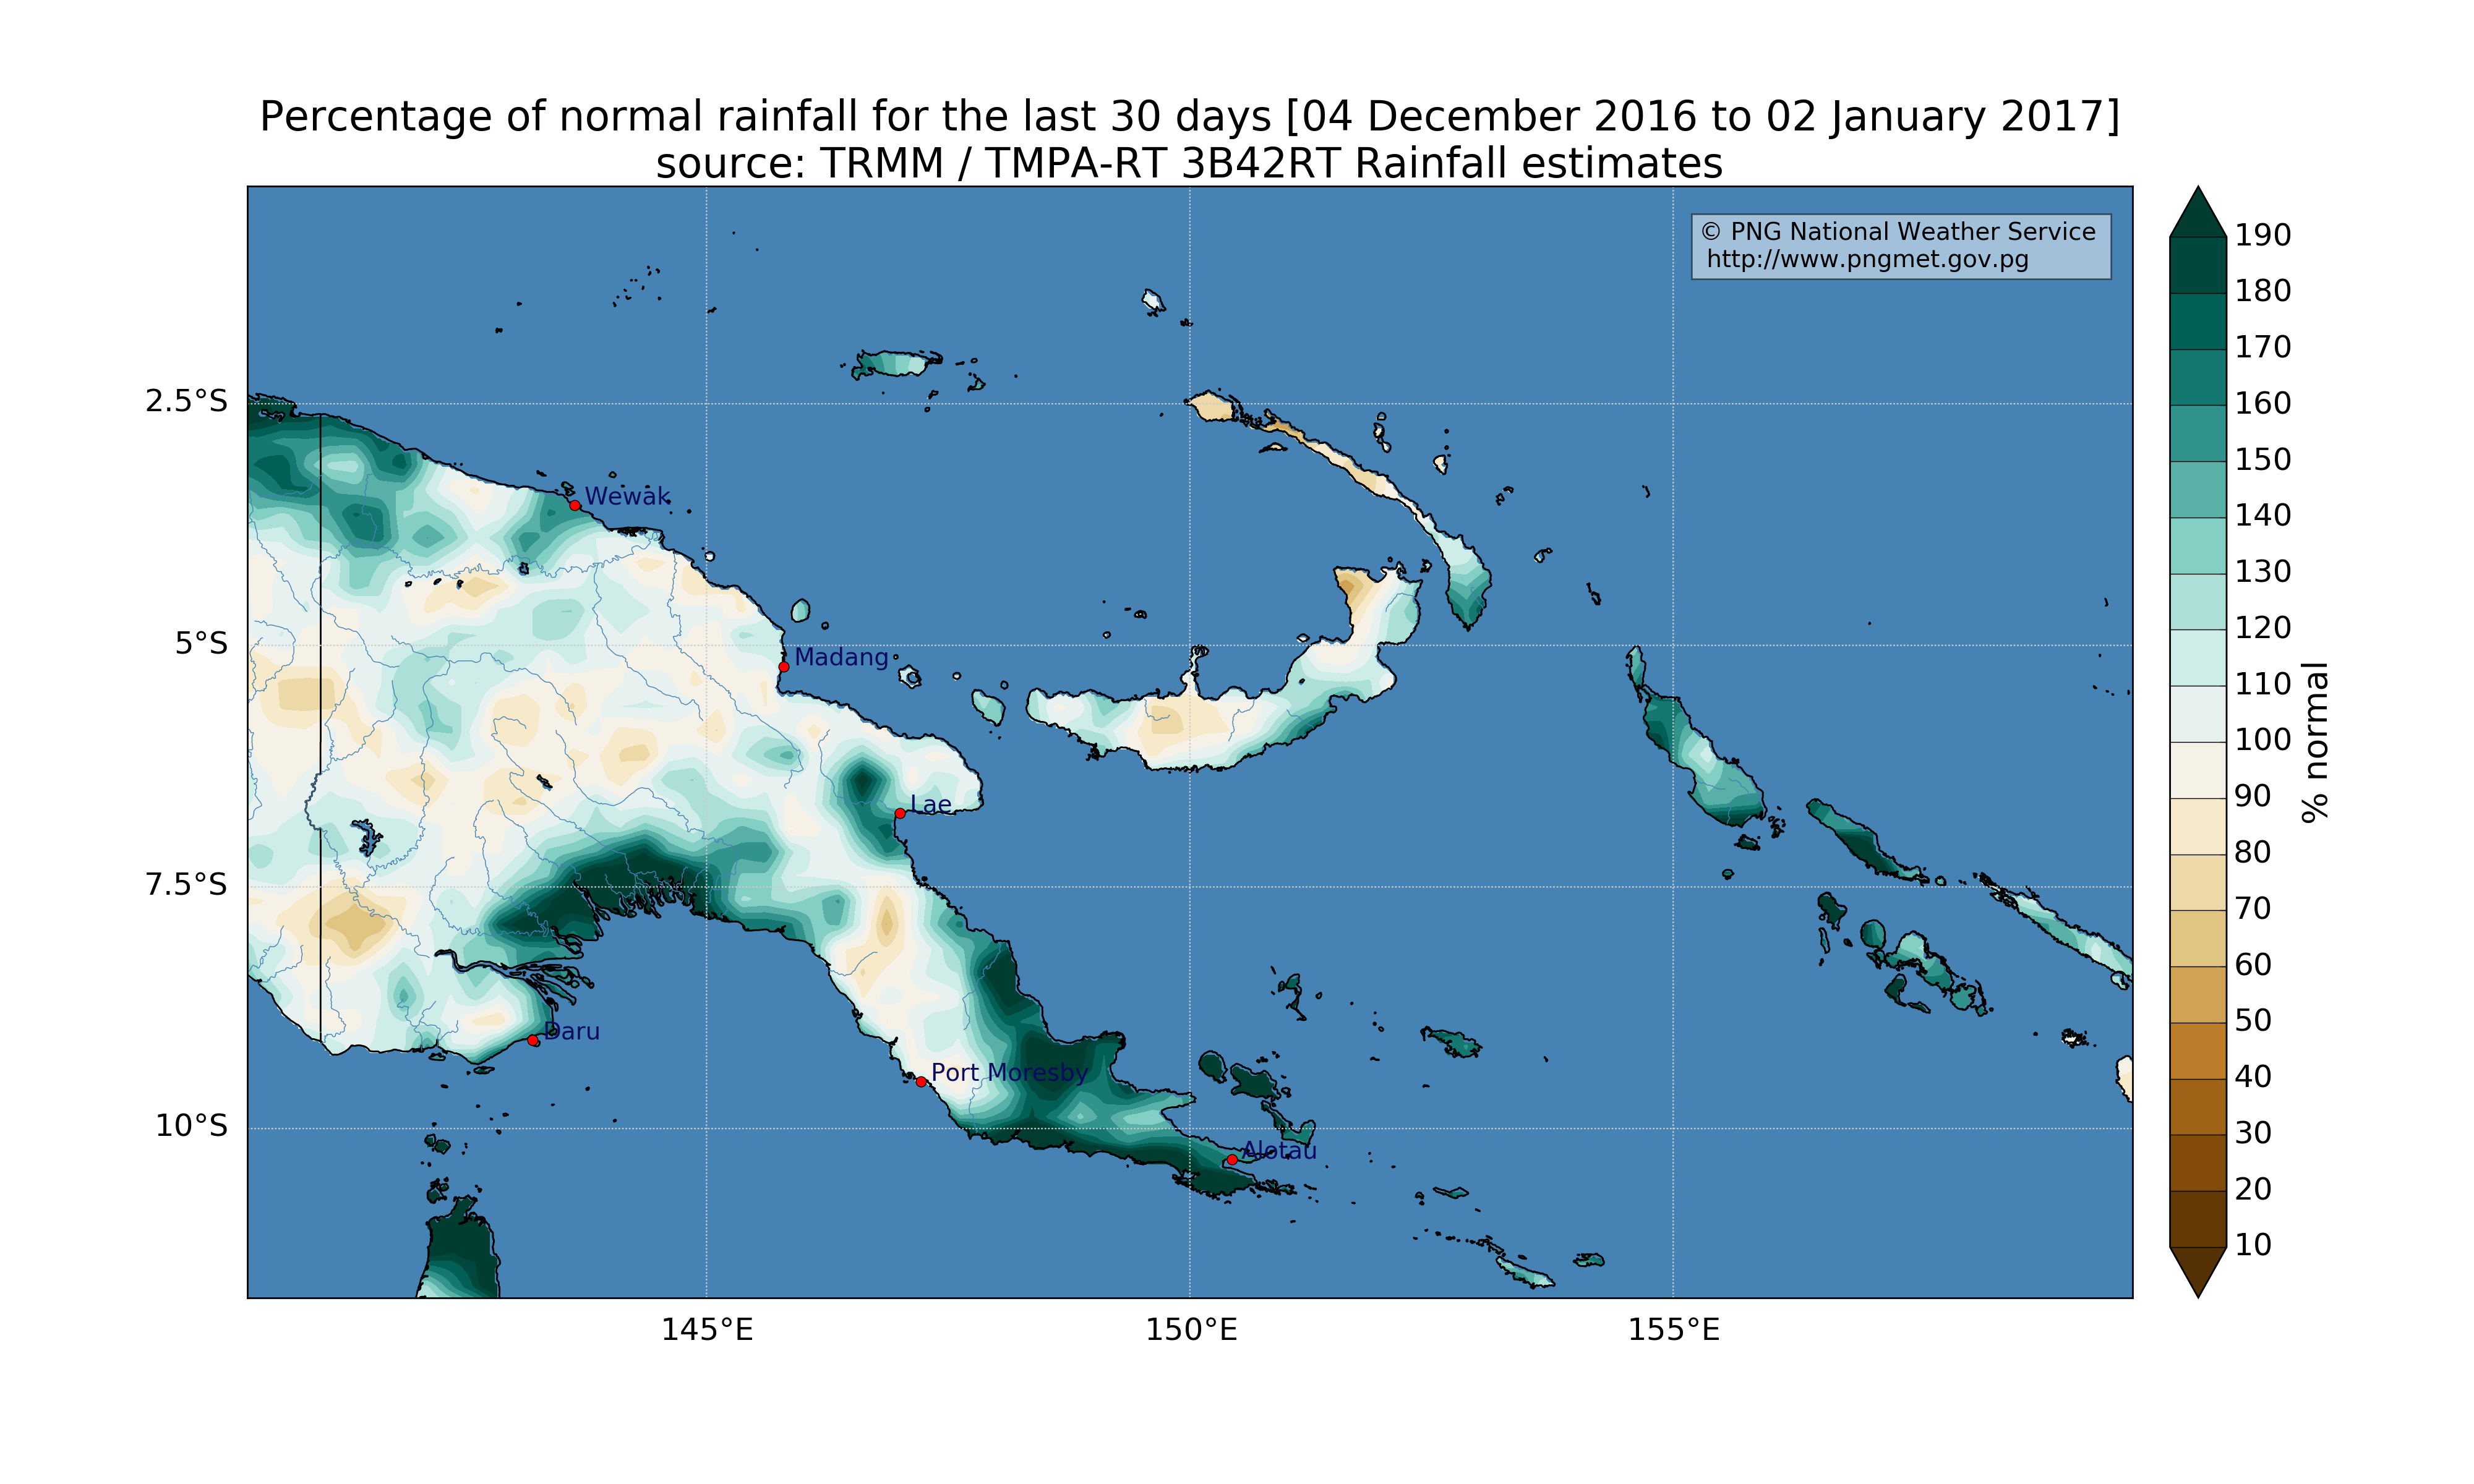 Percentage of normal rainfall for the last 30 days [04 December 2016 to 02 January 2017]
source: TRMM / TMPA-RT 3B42RT Rainfall estimates
© PNG National Weather Service
http://www.pngmet.gov.pg
2.5°S
5°S
7.5°S
10°S
145°E
150°E
155°E
Wewak
Madang
Lae
Daru
Port Moresby
Alotau
190
180
170
160
150
140
130
120
110
100
90
80
70
60
50
40
30
20
10
% normal